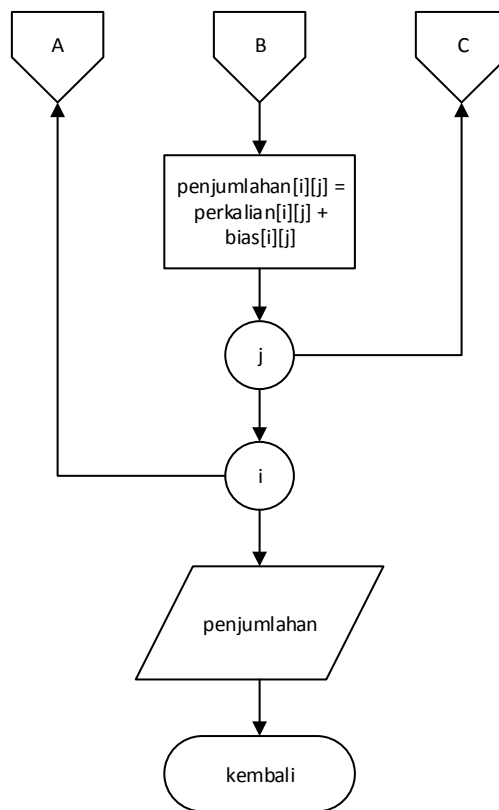 A
B
C
penjumlahan[i][j] =
perkalian[i][j] +
bias[i][j]
j
i
penjumlahan
kembali